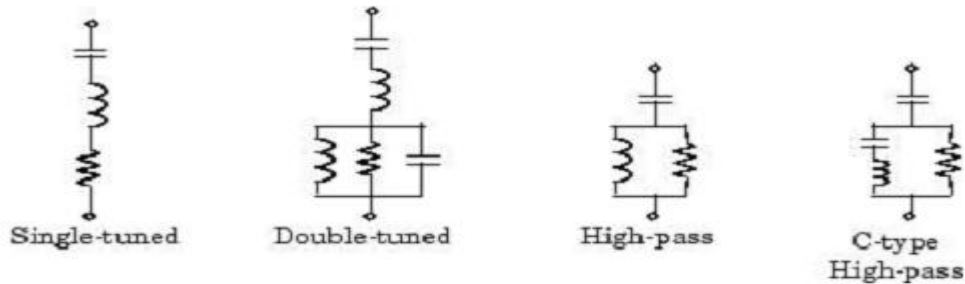 Single-tuned
Double-tuned
High-pass
C-type
High-pass